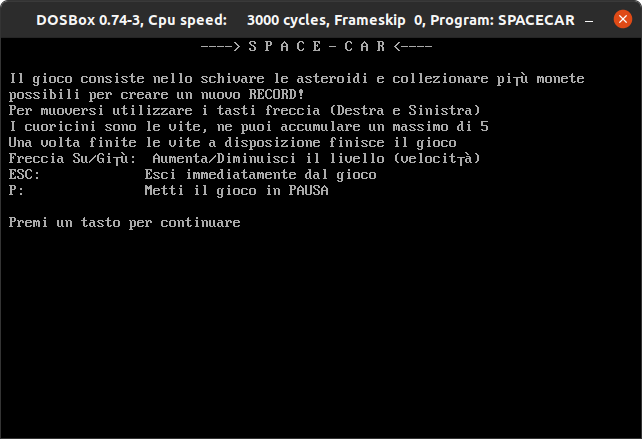 DOSBox 0.74-3, Cpu speed: 3000 cycles, Frameskip 0, Program: SPACECAR
----> S P A C E - C A R <----
Il gioco consiste nello schivare le asteroidi e collezionare pi┬ù monete
possibili per creare un nuovo RECORD!
Per muoversi utilizzare i tasti freccia (Destra e Sinistra)
I cuoricini sono le vite, ne puoi accumulare un massimo di 5
Una volta finite le vite a disposizione finisce il gioco
Freccia Su/Gi┬ù: Aumenta/Diminuisci il livello (velocit┬à)
ESC: Esci immediatamente dal gioco
P: Metti il gioco in PAUSA
Premi un tasto per continuare